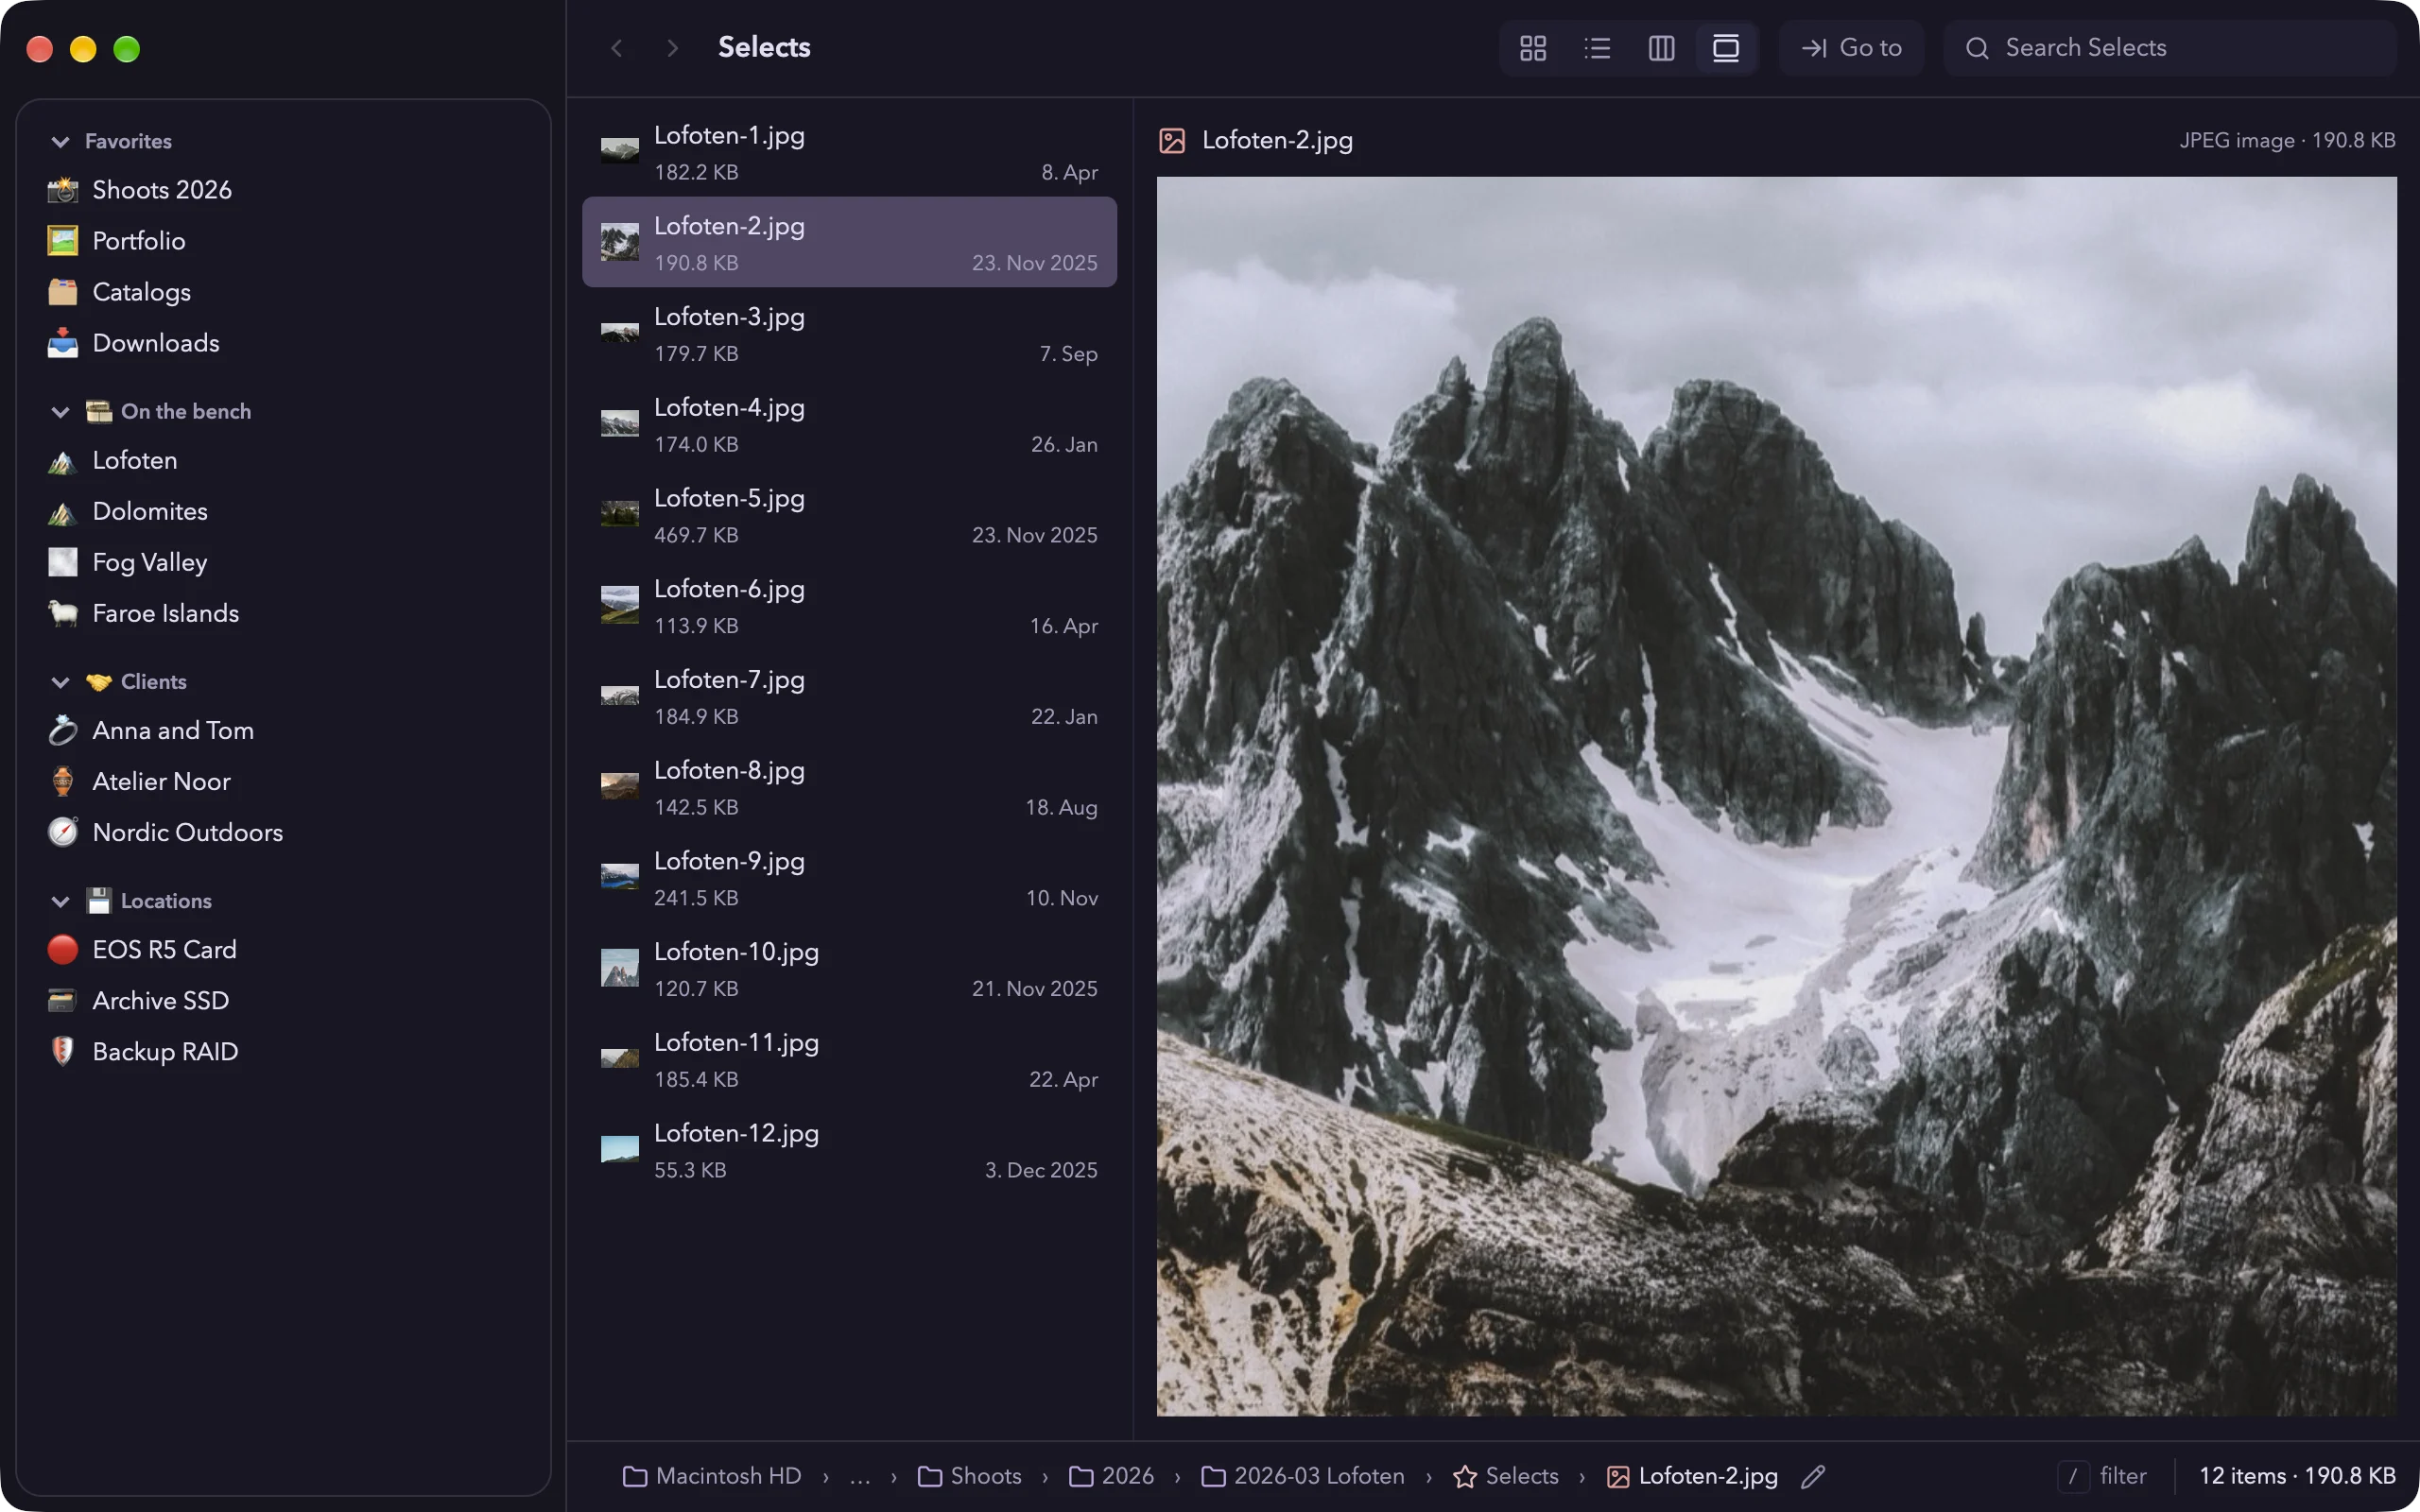 Selects
Go to
Search Selects
Favorites
Shoots 2026
Portfolio
Catalogs
Downloads
On the bench
Lofoten
Dolomites
Fog Valley
Faroe Islands
Clients
Anna and Tom
Atelier Noor
Nordic Outdoors
Locations
EOS R5 Card
Archive SSD
Backup RAID
Lofoten-1.jpg
182.2 KB 8. Apr
Lofoten-2.jpg
190.8 KB 23. Nov 2025
Lofoten-3.jpg
179.7 KB 7. Sep
Lofoten-4.jpg
174.0 KB 26. Jan
Lofoten-5.jpg
469.7 KB 23. Nov 2025
Lofoten-6.jpg
113.9 KB 16. Apr
Lofoten-7.jpg
184.9 KB 22. Jan
Lofoten-8.jpg
142.5 KB 18. Aug
Lofoten-9.jpg
241.5 KB 10. Nov
Lofoten-10.jpg
120.7 KB 21. Nov 2025
Lofoten-11.jpg
185.4 KB 22. Apr
Lofoten-12.jpg
55.3 KB 3. Dec 2025
Lofoten-2.jpg JPEG image · 190.8 KB
Macintosh HD › … › Shoots › 2026 › 2026-03 Lofoten › Selects › Lofoten-2.jpg / filter 12 items · 190.8 KB